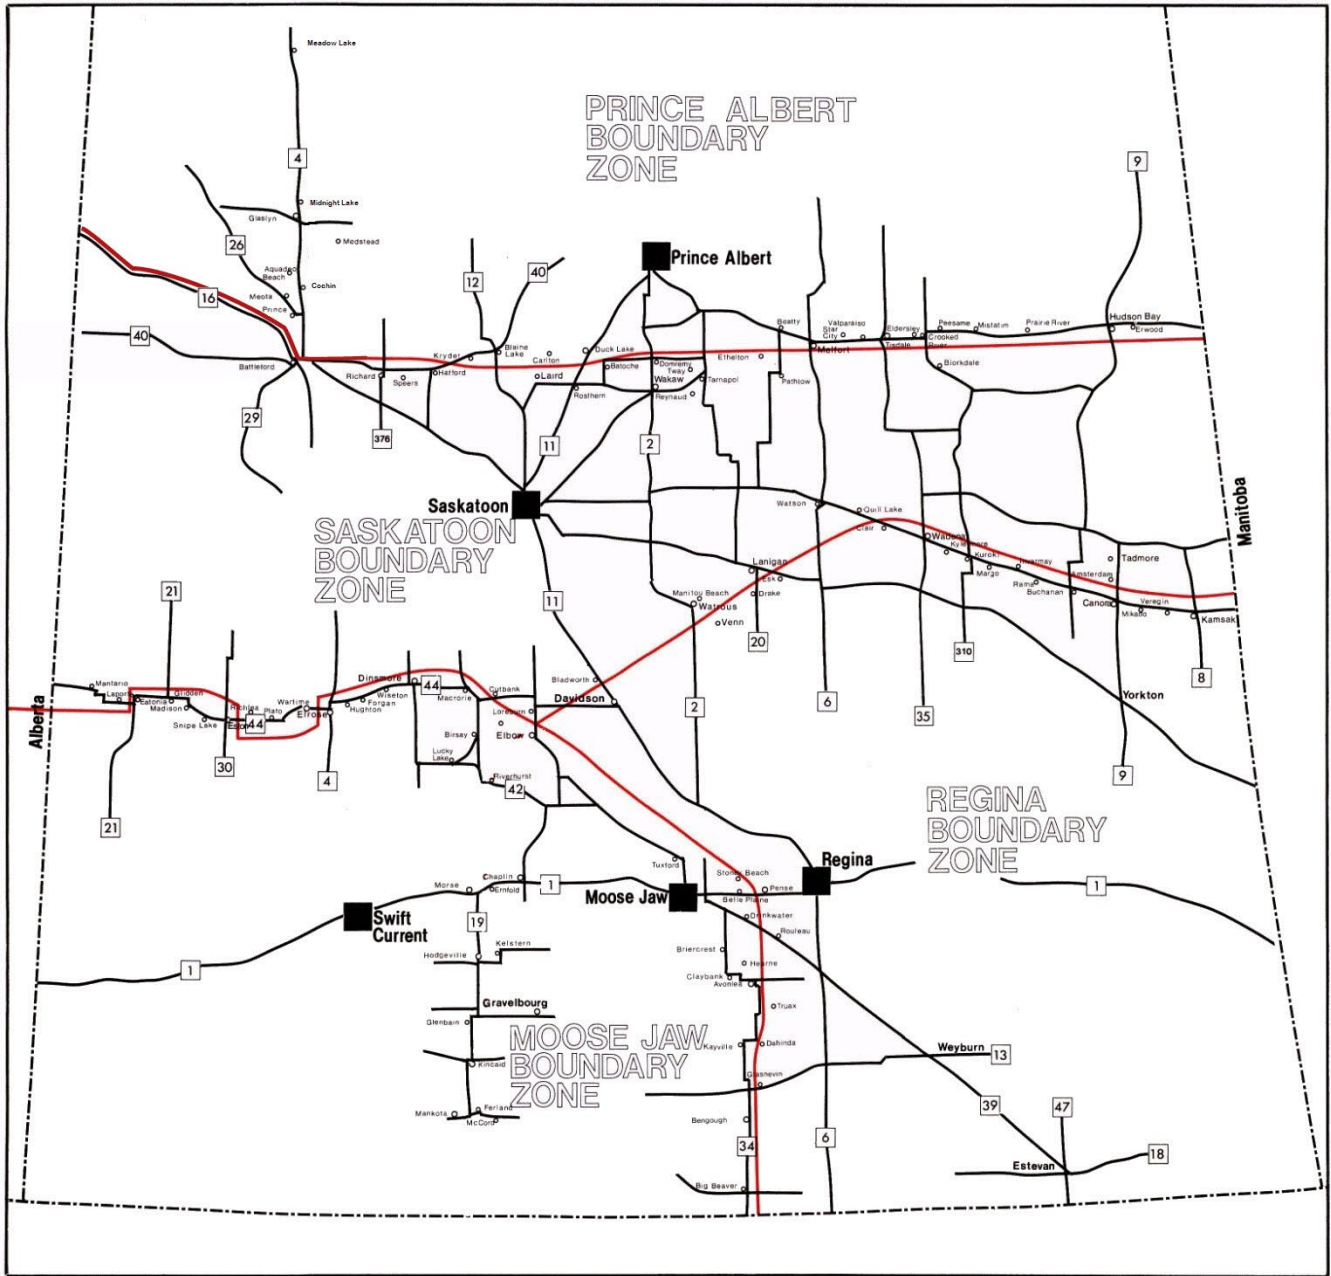 Meadow Lake
PRINCE ALBERT
BOUNDARY
ZONE
4
9
Midnight Lake
Glaslyn
26
Medstead
Prince Albert
Aquadeo
Beach
12
40
Cochin
Meota
16
Prince
Hudson Bay
Erwood
Beatty
Star
City
Valparaiso
Eldersley
Peesame
Mistatim
Prairie River
40
Crooked
River
Tisdale
Melfort
Blaine
Lake
Kryder
Carlton
Duck Lake
Ethelton
Battleford
Richard
Speers
Hafford
Laird
Batoche
Domremy
Tway
Wakaw
Tarnapol
Pathlow
Bjorkdale
Rosthern
Reynaud
29
376
11
2
Saskatoon
Watson
Quill Lake
Clair
Manitoba
SASKATOON
BOUNDARY
ZONE
Wadena
Kylemore
Kuroki
Margo
Invermay
Rama
Buchanan
Amsterdam
Tadmore
Lanigan
Esk
Drake
21
11
Manitou Beach
Watrous
Venn
Canora
Mikado
Veregin
Kamsak
20
310
8
Mantario
Laporte
Eatonia
Glidden
Madison
Snipe Lake
Eston
Richlea
Plato
44
Wartime
Elrose
Hughton
Forgan
Wiseton
Dinsmore
44
Macrorie
Cutbank
Bladworth
Davidson
Loreburn
Elbow
Birsay
Lucky
Lake
Riverhurst
42
Alberta
30
4
21
2
6
35
Yorkton
9
REGINA
BOUNDARY
ZONE
Tuxford
Regina
Stoney Beach
Pense
Belle Plaine
Chaplin
Ernfold
Morse
1
Moose Jaw
1
Swift
Current
19
Drinkwater
Rouleau
Kelstern
Hodgeville
Briercrest
Hearne
1
Claybank
Avonlea
Gravelbourg
Truax
Glenbain
MOOSE JAW
BOUNDARY
ZONE
Kayville
Dahinda
Weyburn
13
Kincaid
Glasnevin
Mankota
Ferland
McCord
Bengough
39
47
34
6
18
Estevan
Big Beaver